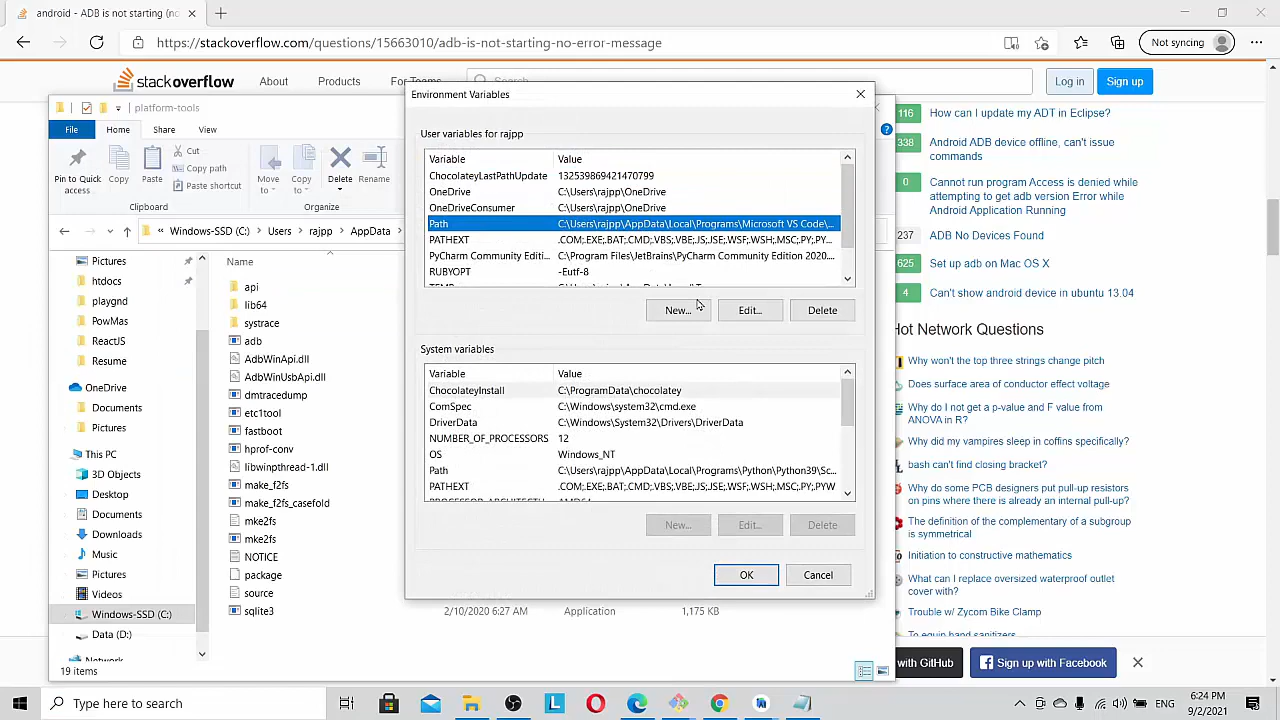 android - ADB is not starting (no
https://stackoverflow.com/questions/15663010/adb-is-not-starting-no-error-message
Not syncing
stackoverflow
About
Products
For Teams
Search
Log in
Sign up
platform-tools
File
Home
Share
View
Pin to Quick access
Copy
Paste
Cut
Copy path
Paste shortcut
Clipboard
Move to
Copy to
Delete
Rename
Organize
« Windows-SSD (C:) > Users > rajpp > AppData >
Pictures
htdocs
playgnd
PowMas
ReactJS
Resume
OneDrive
Documents
Pictures
This PC
3D Objects
Desktop
Documents
Downloads
Music
Pictures
Videos
Windows-SSD (C:)
Data (D:)
Network
Name
api
lib64
systrace
adb
AdbWinApi.dll
AdbWinUsbApi.dll
dmtracedump
etc1tool
fastboot
hprof-conv
libwinpthread-1.dll
make_f2fs
make_f2fs_casefold
mke2fs
mke2fs
NOTICE
package
source
sqlite3
2/10/2020 6:27 AM
Application
1,175 KB
19 items
Environment Variables
User variables for rajpp
Variable Value
ChocolateyLastPathUpdate 132539869421470799
OneDrive C:\Users\rajpp\OneDrive
OneDriveConsumer C:\Users\rajpp\OneDrive
Path C:\Users\rajpp\AppData\Local\Programs\Microsoft VS Code\...
PATHEXT .COM;.EXE;.BAT;.CMD;.VBS;.VBE;.JS;.JSE;.WSF;.WSH;.MSC;.PY;.PY...
PyCharm Community Editi... C:\Program Files\JetBrains\PyCharm Community Edition 2020....
RUBYOPT -Eutf-8
TEMP
New...
Edit...
Delete
System variables
Variable Value
ChocolateyInstall C:\ProgramData\chocolatey
ComSpec C:\Windows\system32\cmd.exe
DriverData C:\Windows\System32\Drivers\DriverData
NUMBER_OF_PROCESSORS 12
OS Windows_NT
Path C:\Users\rajpp\AppData\Local\Programs\Python\Python39\Sc...
PATHEXT .COM;.EXE;.BAT;.CMD;.VBS;.VBE;.JS;.JSE;.WSF;.WSH;.MSC;.PY;.PYW
New...
Edit...
Delete
OK
Cancel
116 How can I update my ADT in Eclipse?
338 Android ADB device offline, can't issue
commands
0 Cannot run program Access is denied while
attempting to get adb version Error while
Android Application Running
237 ADB No Devices Found
625 Set up adb on Mac OS X
4 Can't show android device in ubuntu 13.04
Hot Network Questions
Why won't the top three strings change pitch
Does surface area of conductor effect voltage
Why do I not get a p-value and F value from
ANOVA in R?
Why did my vampires sleep in coffins specifically?
bash can't find closing bracket?
Why do some PCB designers put pull-up resistors
on pins where there is already an internal pull-up?
The definition of the complementary of a subgroup
is symmetrical
Initiation to constructive mathematics
What can I replace oversized waterproof outlet
cover with?
Trouble w/ Zycom Bike Clamp
To equip hand sanitizers
with GitHub
Sign up with Facebook
Type here to search
ENG
6:24 PM
9/2/2021